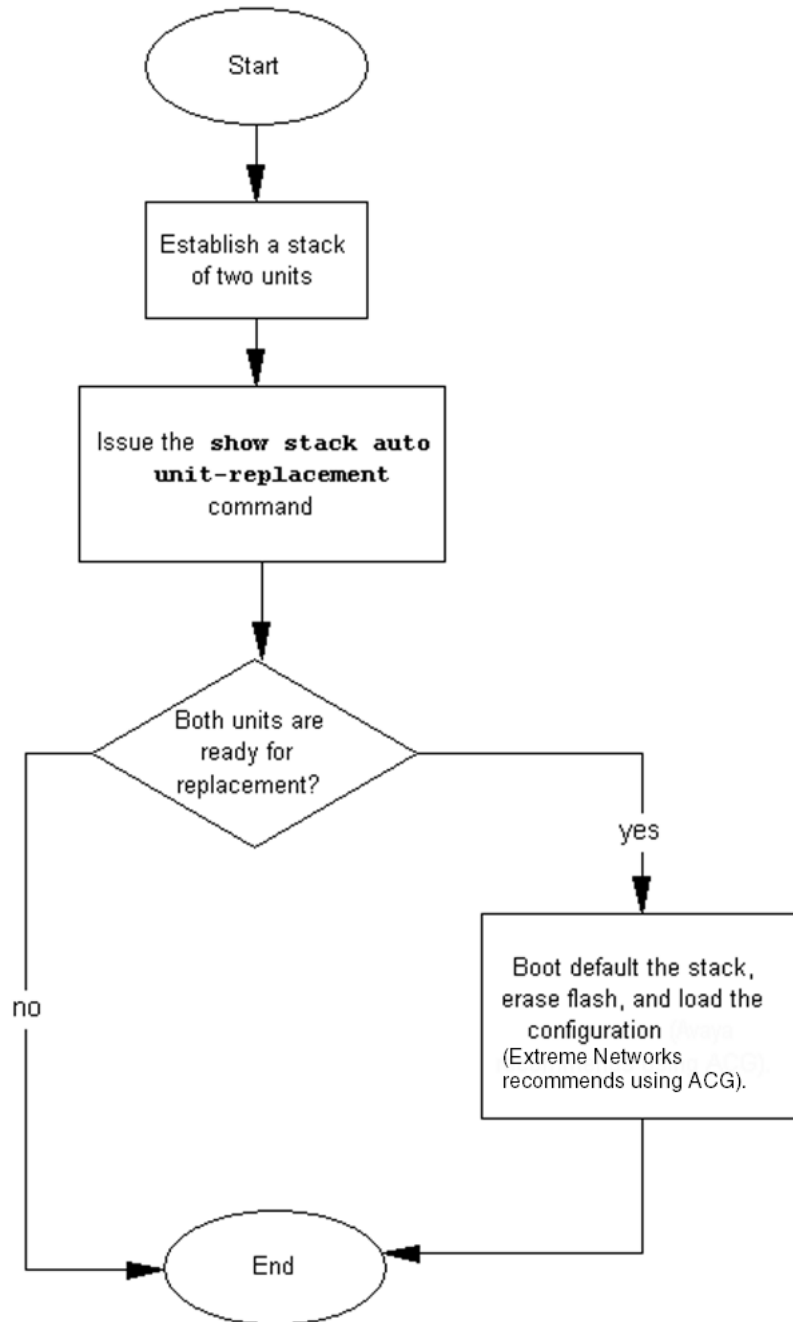 Start
Establish a stack
of two units
Issue the show stack auto
unit-replacement
command
Both units are
ready for
replacement?
yes
no
Boot default the stack,
erase flash, and load the
configuration
(Extreme Networks
recommends using ACG).
End